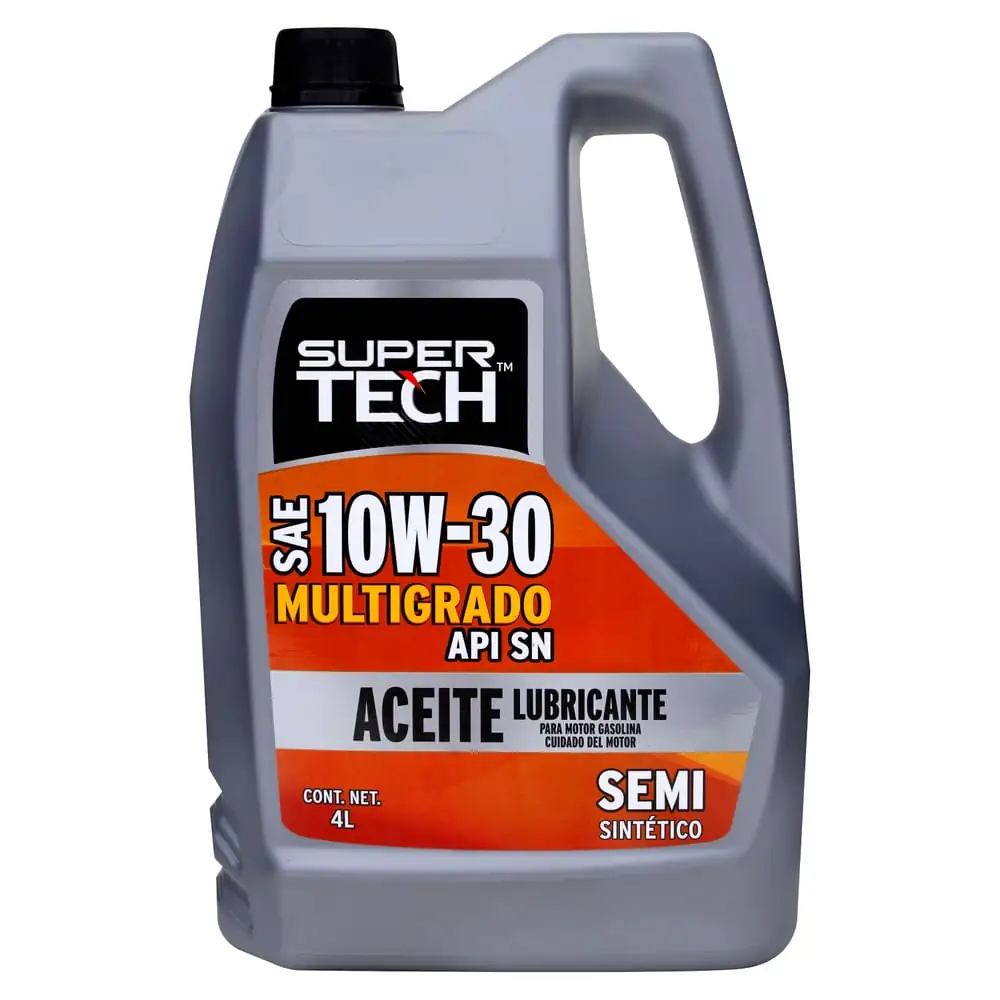 SUPER
TECH™
SAE 10W-30
MULTIGRADO
API SN
ACEITE LUBRICANTE
PARA MOTOR GASOLINA
CUIDADO DEL MOTOR
CONT. NET.
4L
SEMI
SINTÉTICO